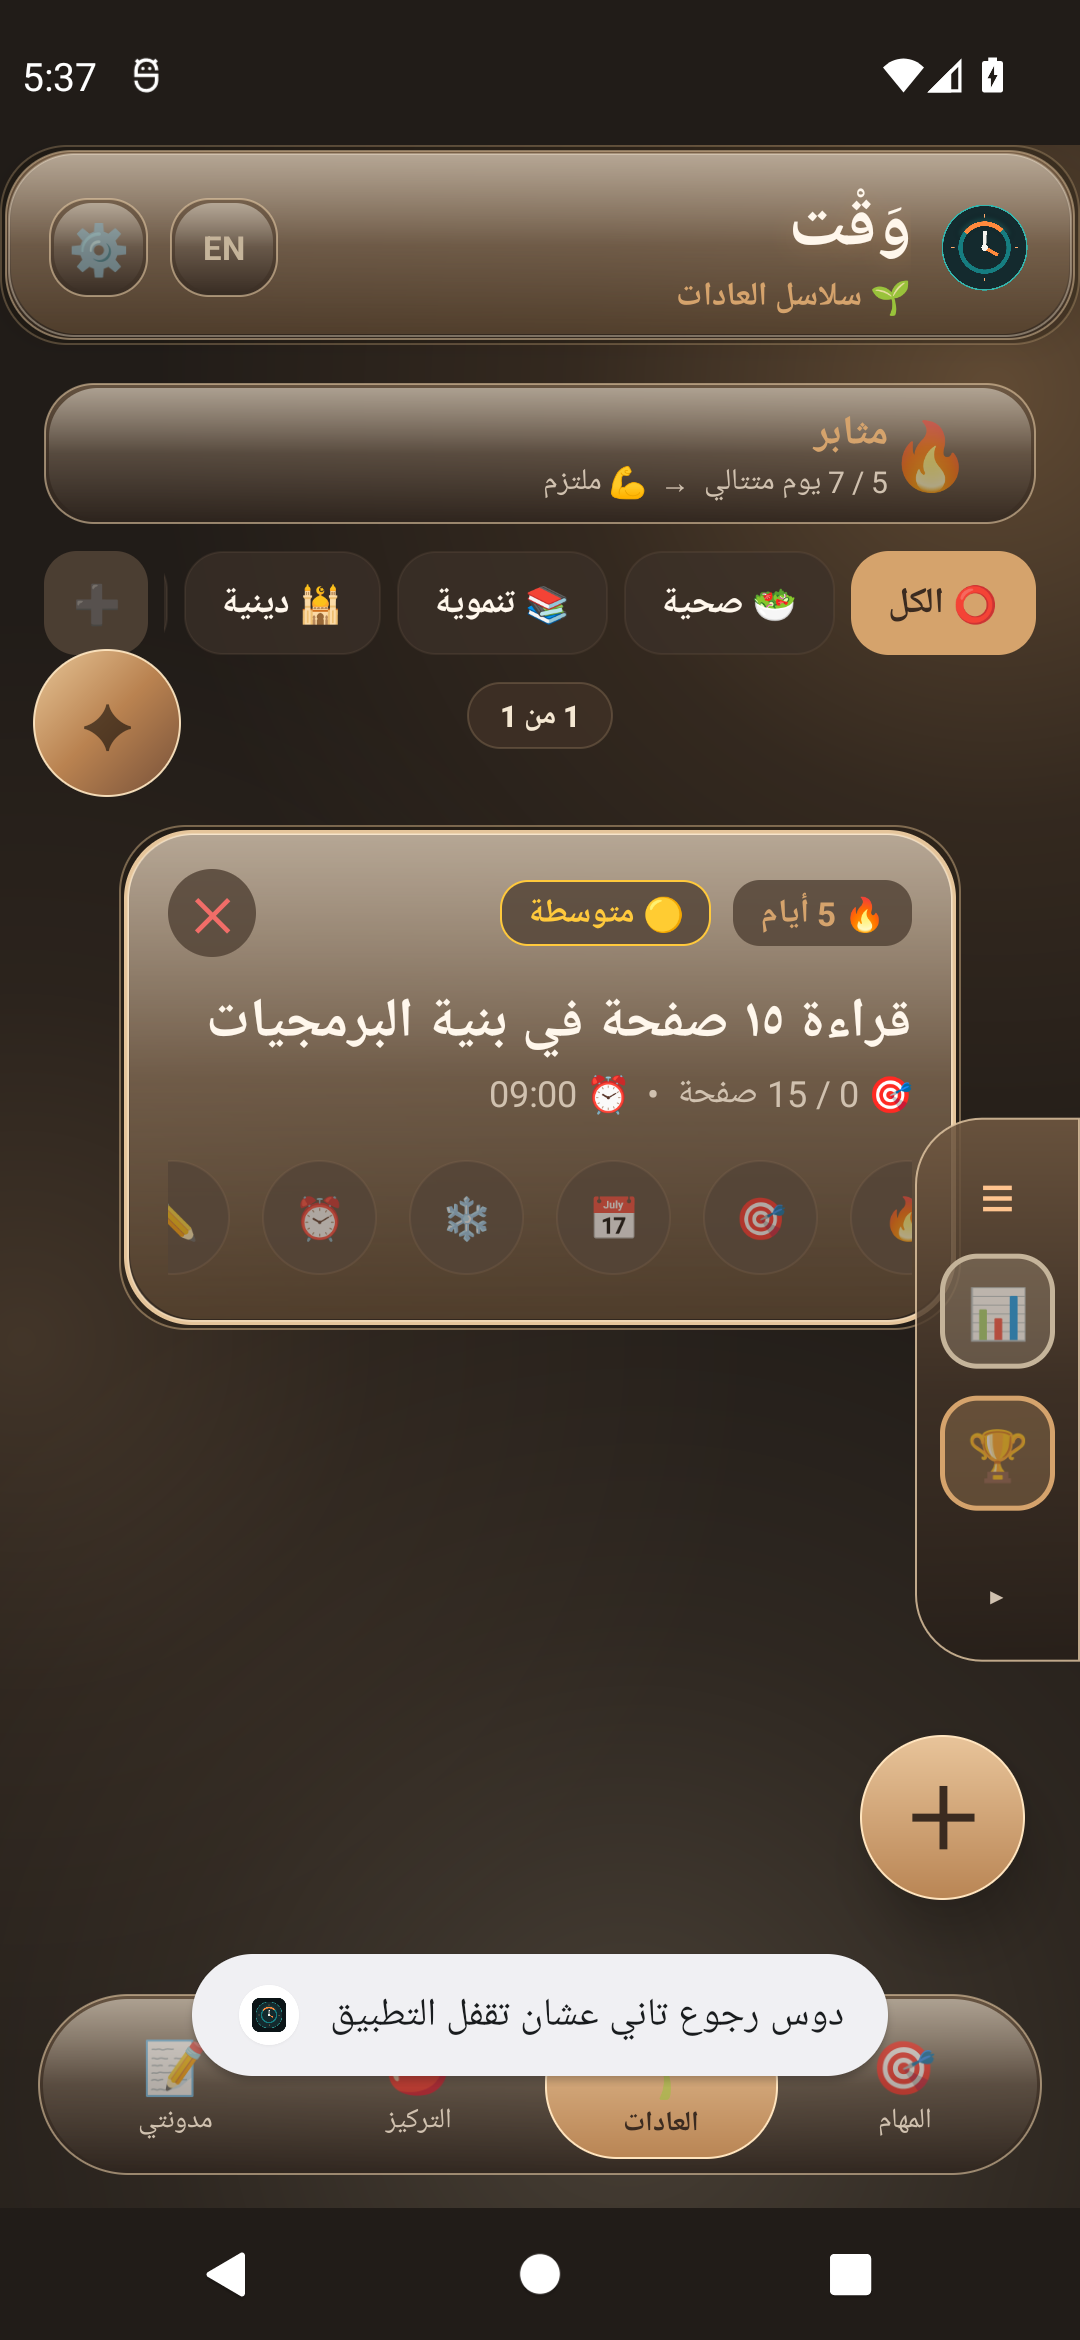 5:37
وَقْت
سلاسل العادات
EN
مثابر
5 / 7 يوم متتالي → ملتزم
الكل
صحية
تنموية
دينية
1 من 1
5 أيام
متوسطة
قراءة ١٥ صفحة في بنية البرمجيات
0 / 15 صفحة • 09:00
July
17
دوس رجوع تاني عشان تقفل التطبيق
المهام
العادات
التركيز
مدونتي